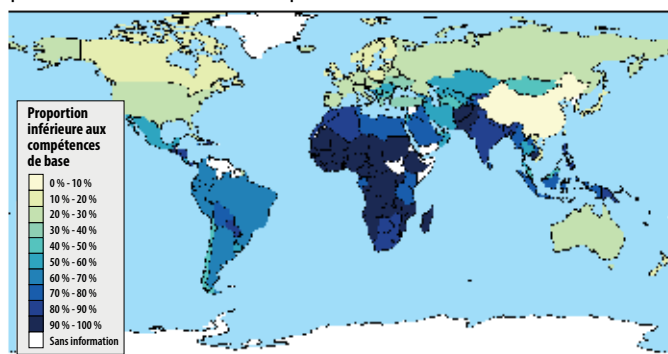 Proportion
inférieure aux
compétences
de base
0 % - 10 %
10 % - 20 %
20 % - 30 %
30 % - 40 %
40 % - 50 %
50 % - 60 %
60 % - 70 %
70 % - 80 %
80 % - 90 %
90 % - 100 %
Sans information